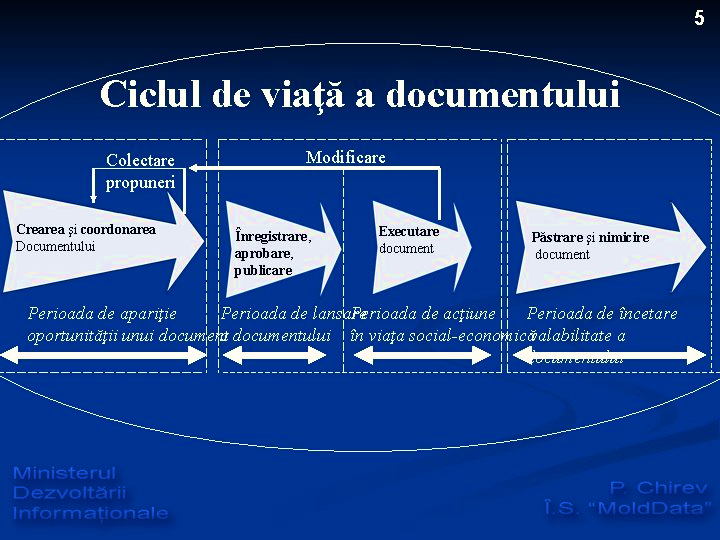 5
Ciclul de viaţă a documentului
Colectare
propuneri
Modificare
Crearea şi coordonarea
Documentului
Înregistrare,
aprobare,
publicare
Executare
document
Păstrare şi nimicire
document
Perioada de apariţie
oportunităţii unui document
Perioada de lansare
a documentului
Perioada de acţiune
în viaţa social-economică
Perioada de încetare
valabilitate a
documentului
Ministerul
Dezvoltării
Informaţionale
P. Chirev
Î.S. “MoldData”